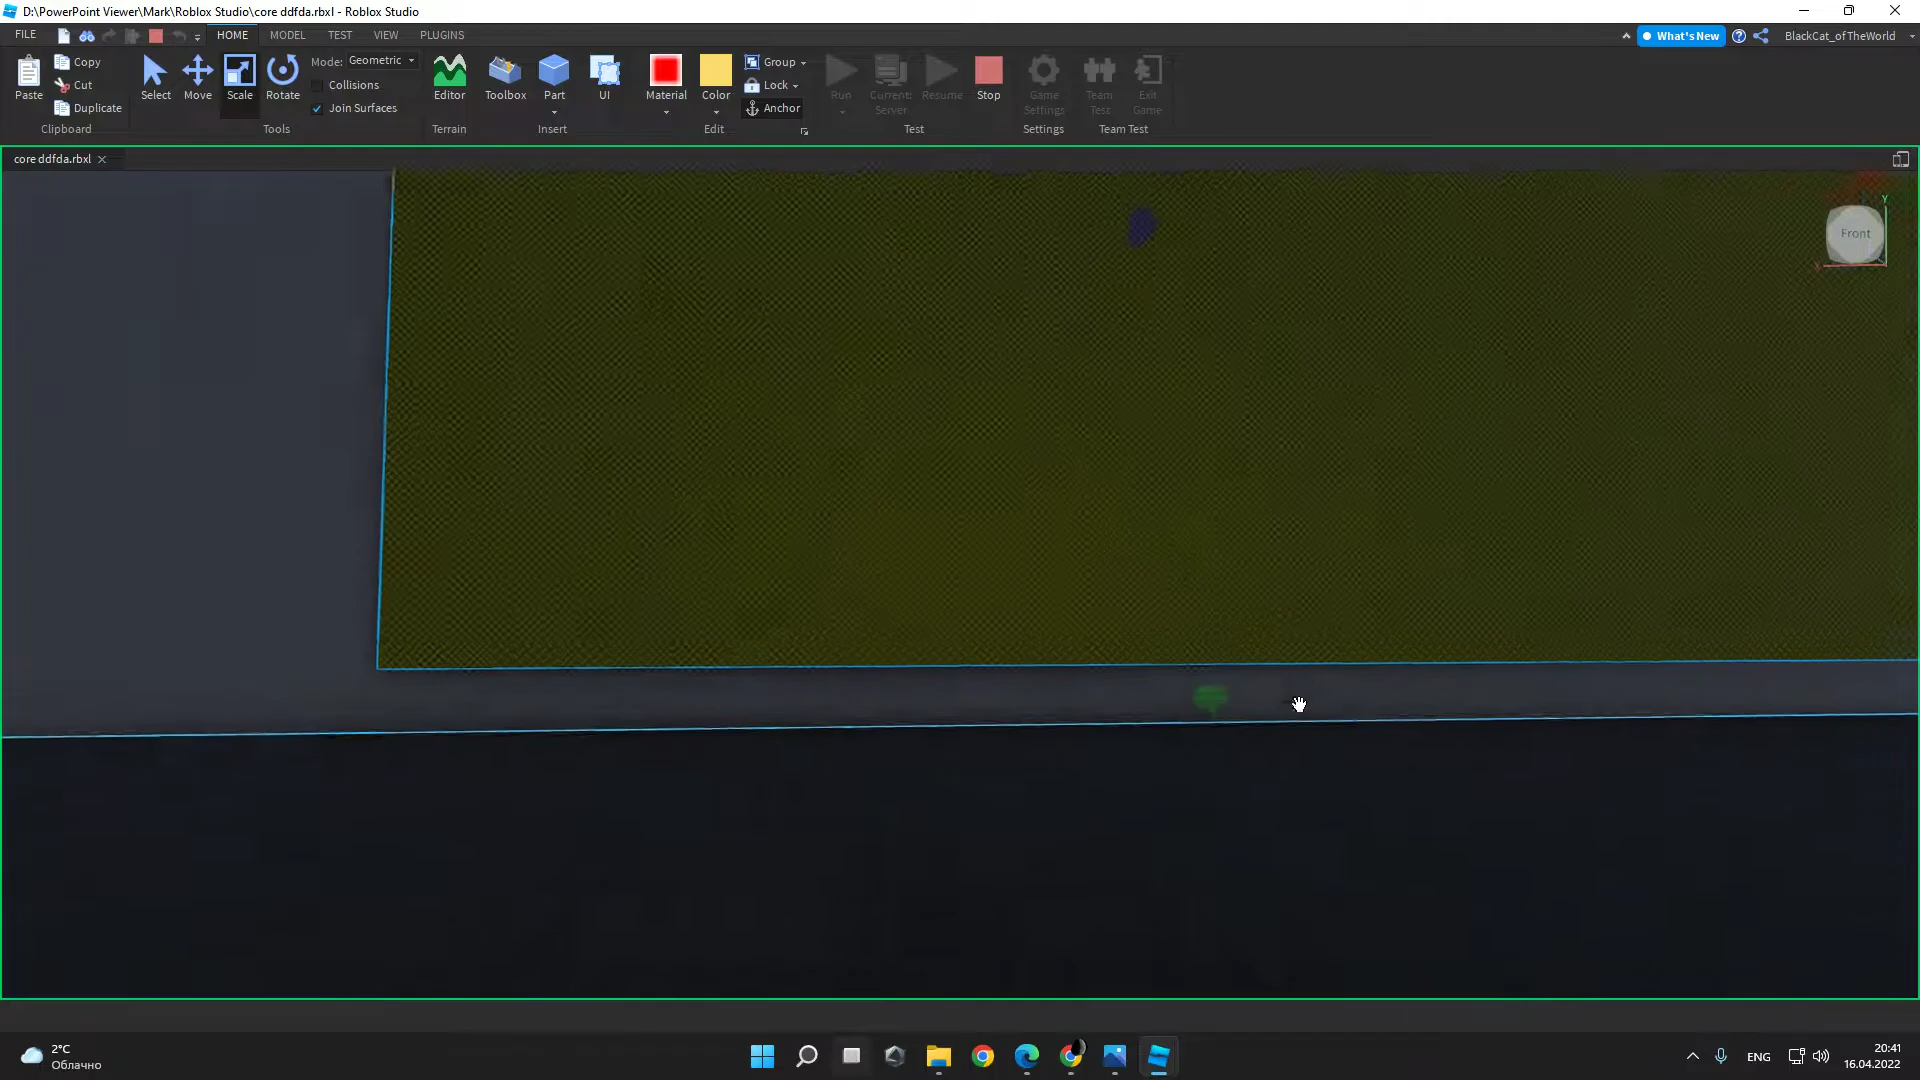 D:\PowerPoint Viewer\Mark\Roblox Studio\core ddfda.rbxl - Roblox Studio
FILE
HOME
MODEL
TEST
VIEW
PLUGINS
What's New
BlackCat_ofTheWorld
Paste
Copy
Cut
Duplicate
Clipboard
Select
Move
Scale
Rotate
Mode: Geometric
Collisions
Join Surfaces
Tools
Editor
Terrain
Toolbox
Part
UI
Insert
Material
Color
Group
Lock
Anchor
Edit
Run
Current: Server
Resume
Stop
Test
Game Settings
Settings
Team Test
Exit Game
Team Test
core ddfda.rbxl
Y
Front
X
2°C
Облачно
ENG
20:41
16.04.2022